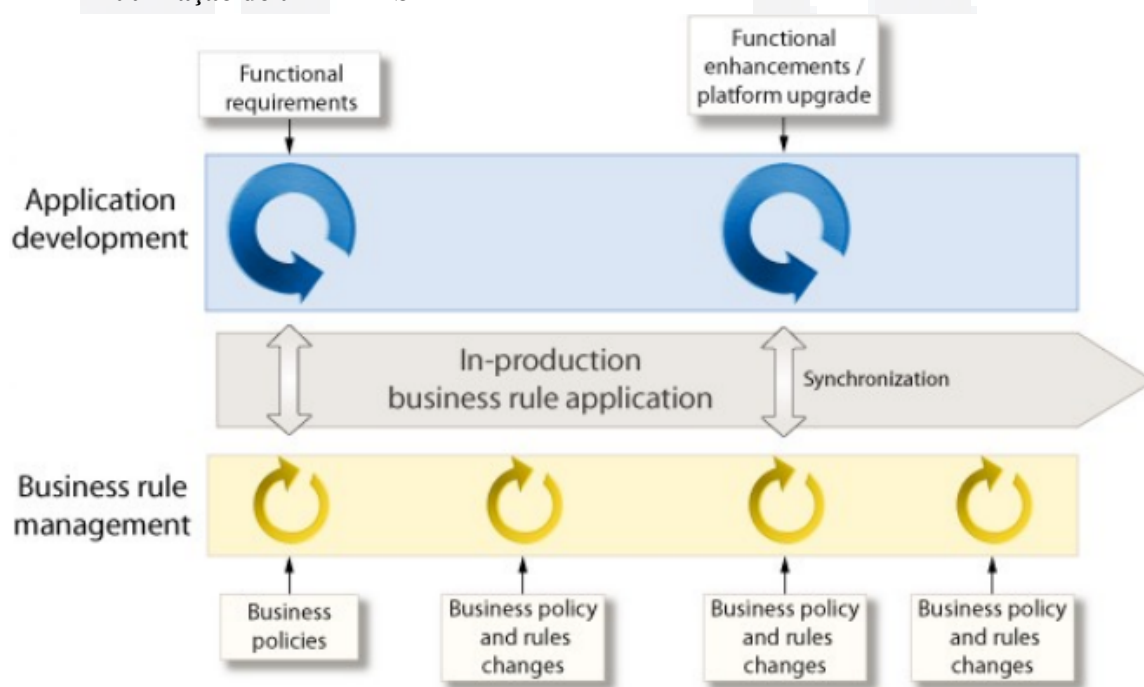 Functional
requirements
Functional
enhancements /
platform upgrade
Application
development
In-production
business rule application
Synchronization
Business rule
management
Business
policies
Business policy
and rules
changes
Business policy
and rules
changes
Business policy
and rules
changes